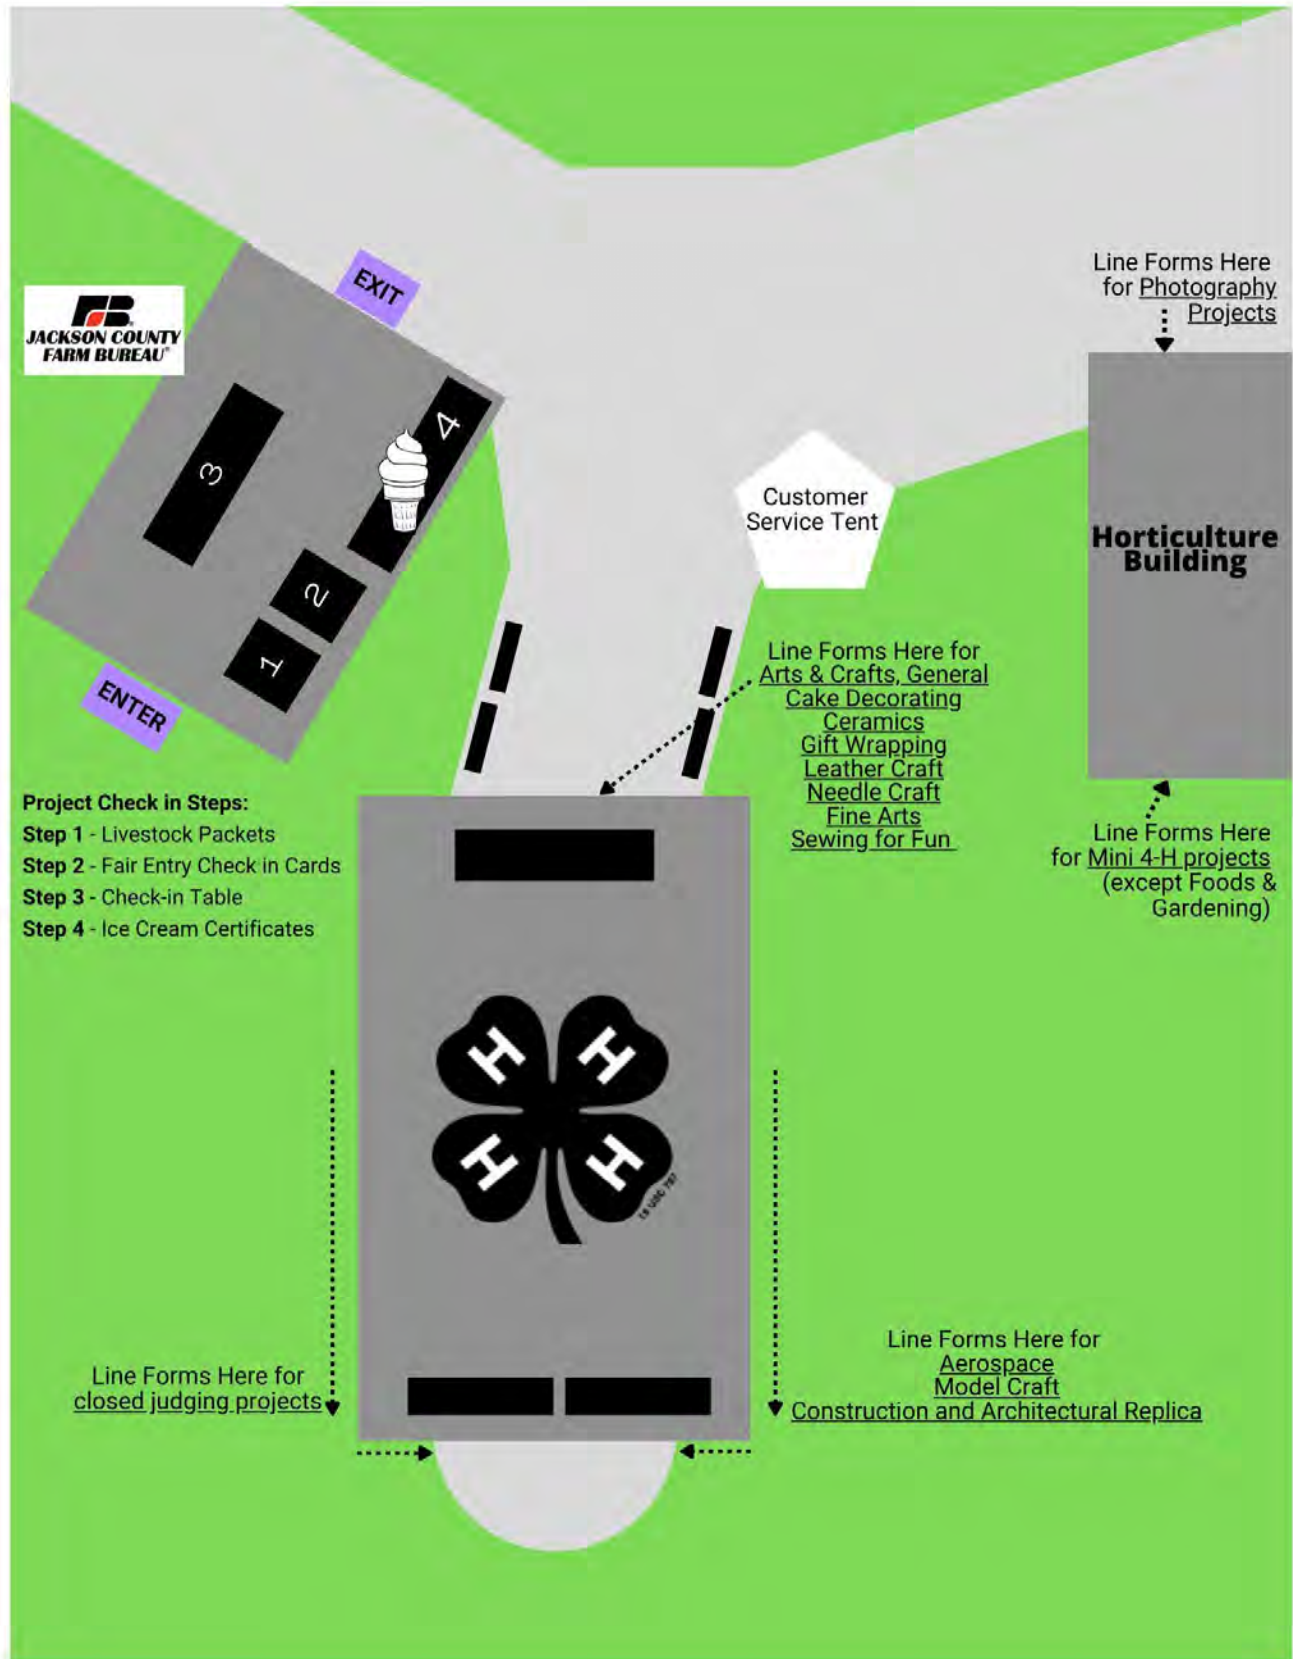 EXIT
Line Forms Here
for Photography
Projects
JACKSON COUNTY
FARM BUREAU®
4
3
2
1
Customer
Service Tent
Horticulture
Building
ENTER
Line Forms Here for
Arts & Crafts, General
Cake Decorating
Ceramics
Gift Wrapping
Leather Craft
Needle Craft
Fine Arts
Sewing for Fun
Project Check in Steps:
Step 1 - Livestock Packets
Step 2 - Fair Entry Check in Cards
Step 3 - Check-in Table
Step 4 - Ice Cream Certificates
Line Forms Here
for Mini 4-H projects
(except Foods &
Gardening)
H H
H H
18 USC 707
Line Forms Here for
closed judging projects
Line Forms Here for
Aerospace
Model Craft
Construction and Architectural Replica